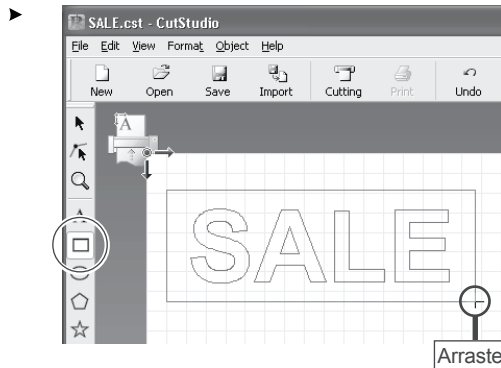 SALE.cst - CutStudio
File Edit View Format Object Help
New Open Save Import Cutting Print Undo
A
A
SALE
Arraste